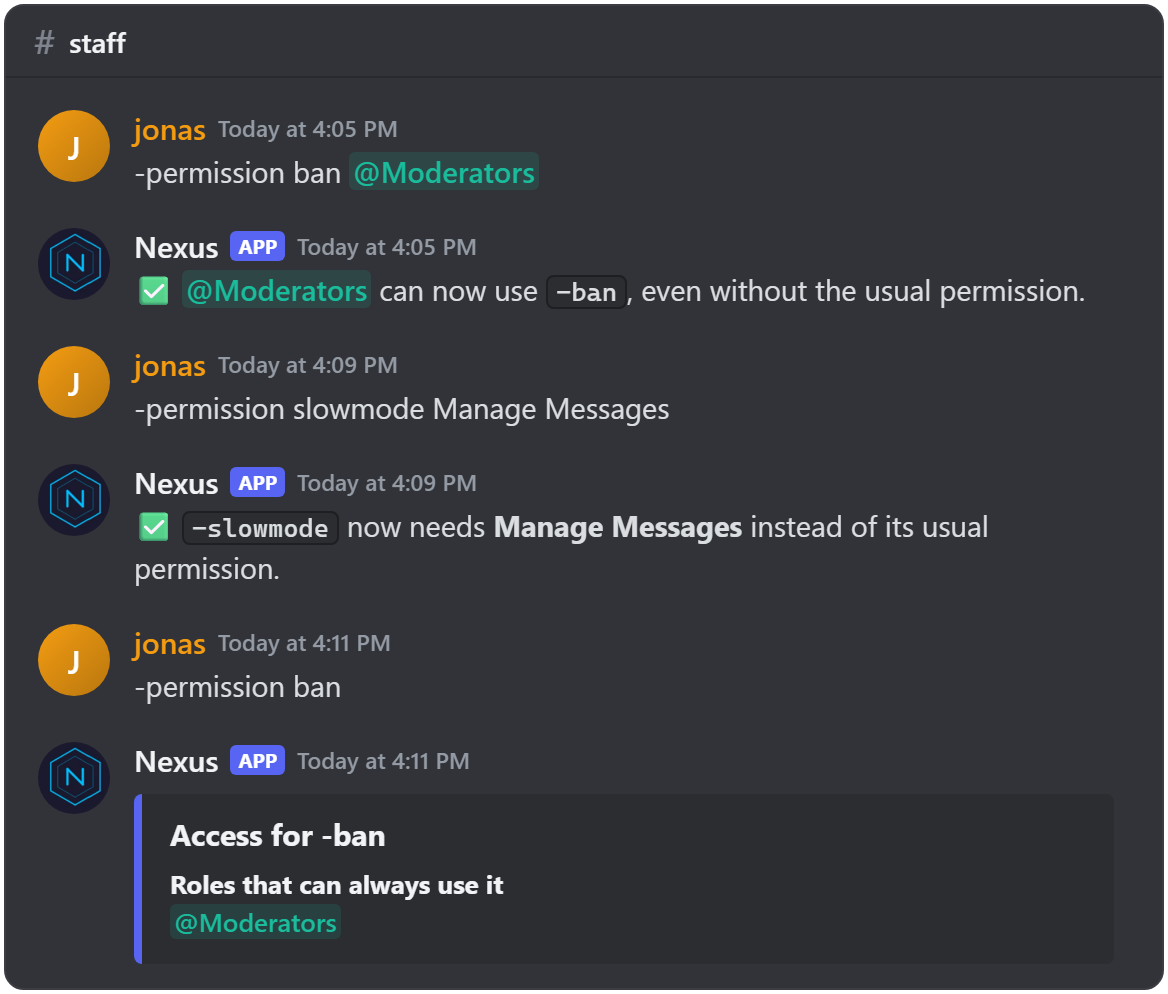 # staff
J
jonas Today at 4:05 PM
-permission ban @Moderators
N
Nexus APP Today at 4:05 PM
✅ @Moderators can now use -ban, even without the usual permission.
J
jonas Today at 4:09 PM
-permission slowmode Manage Messages
N
Nexus APP Today at 4:09 PM
✅ -slowmode now needs Manage Messages instead of its usual
permission.
J
jonas Today at 4:11 PM
-permission ban
N
Nexus APP Today at 4:11 PM
Access for -ban
Roles that can always use it
@Moderators